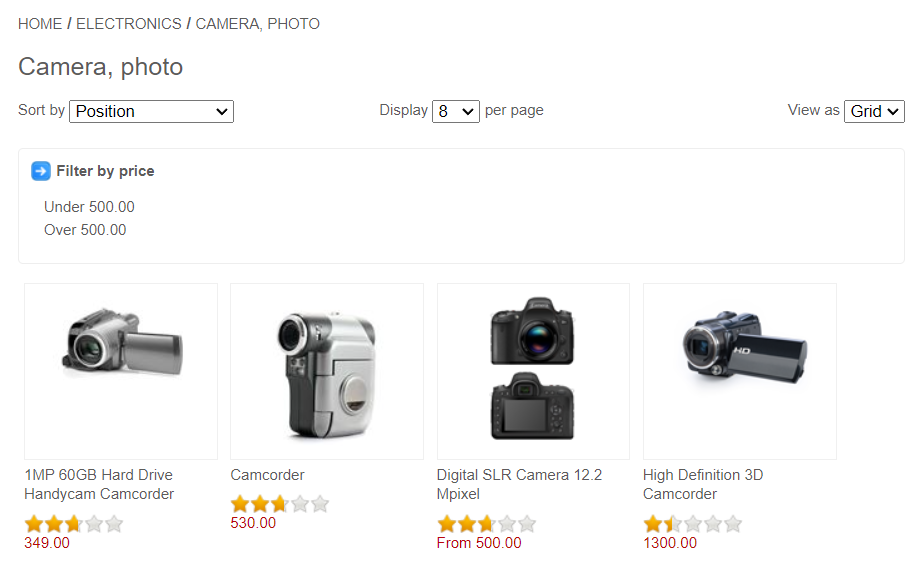 HOME / ELECTRONICS / CAMERA, PHOTO
Camera, photo
Sort by Position Display 8 per page View as Grid
Filter by price
Under 500.00
Over 500.00
HD
1MP 60GB Hard Drive
Handycam Camcorder
349.00
Camcorder
530.00
Digital SLR Camera 12.2
Mpixel
From 500.00
High Definition 3D
Camcorder
1300.00